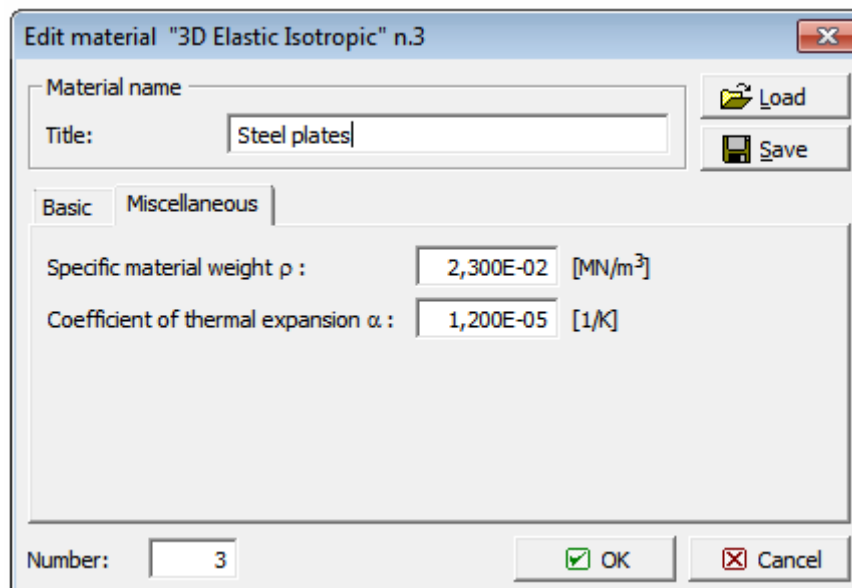 Edit material "3D Elastic Isotropic" n.3
Material name
Title: Steel plates
Load
Save
Basic Miscellaneous
Specific material weight ρ : 2,300E-02 [MN/m³]
Coefficient of thermal expansion α : 1,200E-05 [1/K]
Number: 3 OK Cancel